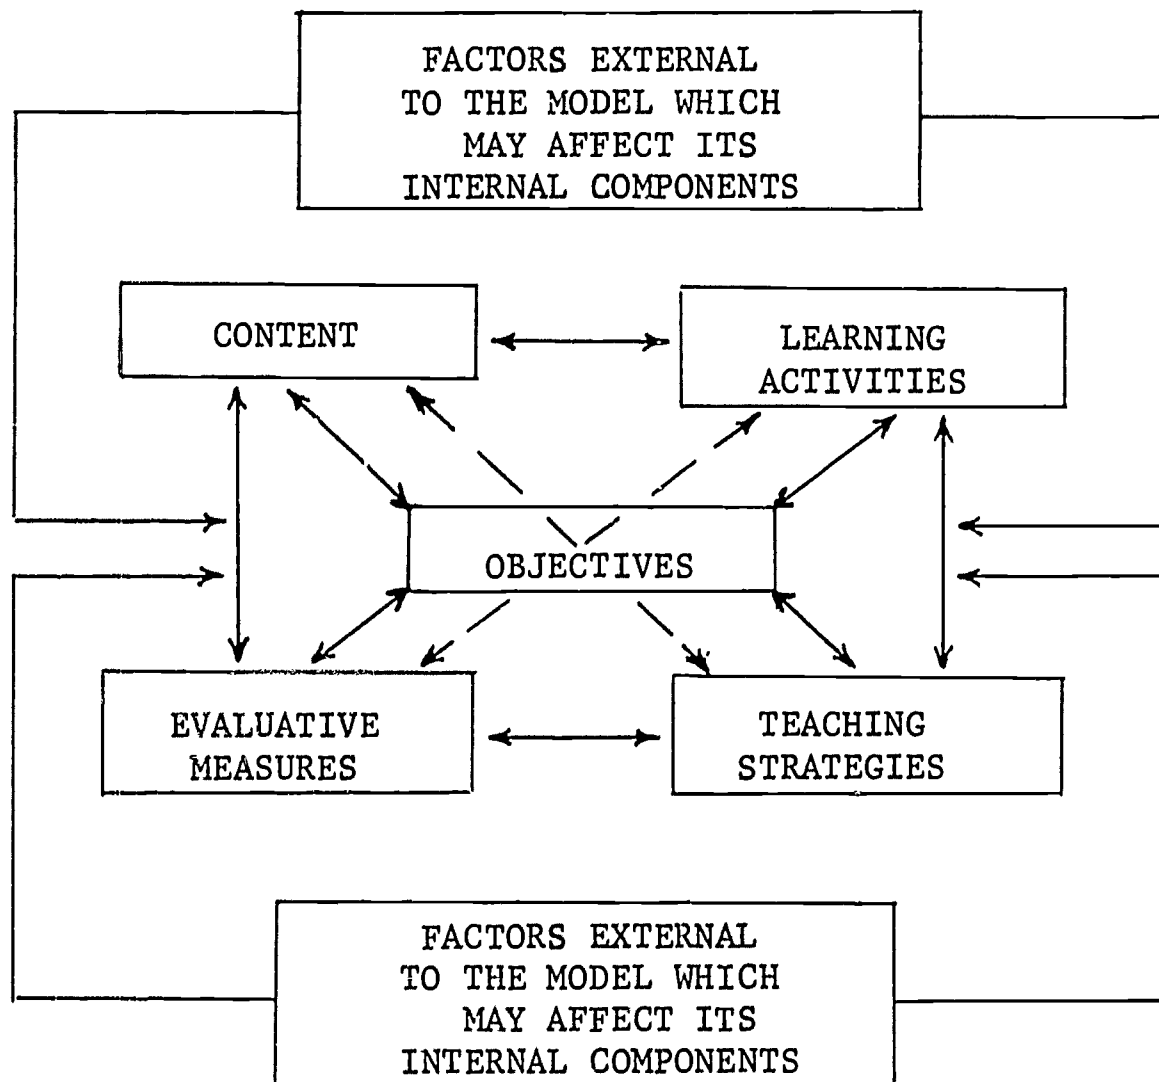 FACTORS EXTERNAL
TO THE MODEL WHICH
MAY AFFECT ITS
INTERNAL COMPONENTS
CONTENT
LEARNING
ACTIVITIES
OBJECTIVES
EVALUATIVE
MEASURES
TEACHING
STRATEGIES
FACTORS EXTERNAL
TO THE MODEL WHICH
MAY AFFECT ITS
INTERNAL COMPONENTS